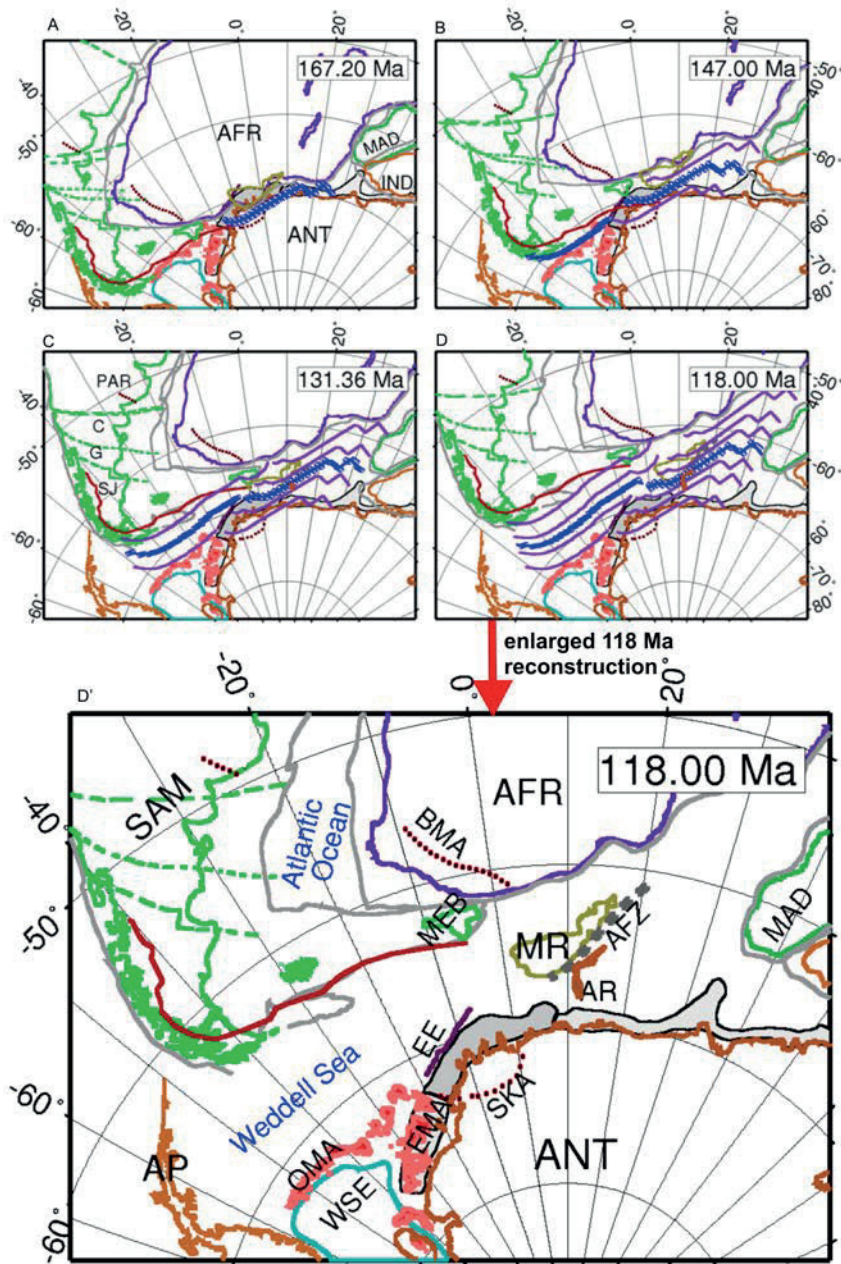 A
-20°
0°
20°
167.20 Ma
-40°
-50°
-60°
-60°
AFR
MAD
IND
ANT
B
-20°
0°
20°
147.00 Ma
-40°
-50°
-60°
-60°
-50°
-60°
-70°
-80°
C
-20°
0°
20°
131.36 Ma
PAR
C
G
SJ
-40°
-50°
-60°
-60°
D
-20°
0°
20°
118.00 Ma
-40°
-50°
-60°
-60°
-50°
-60°
-70°
-80°
enlarged 118 Ma
reconstruction
D'
-20°
0°
20°
118.00 Ma
-40°
-50°
-60°
-60°
SAM
Atlantic
Ocean
AFR
BMA
MEB
MR
AFZ
AR
MAD
EE
Weddell Sea
SKA
EMA
OMA
WSE
AP
ANT